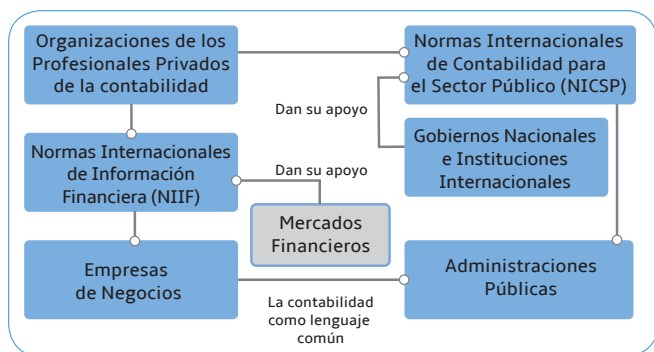 Organizaciones de los
Profesionales Privados
de la contabilidad
Normas Internacionales
de Contabilidad para
el Sector Público (NICSP)
Dan su apoyo
Normas Internacionales
de Información
Financiera (NIIF)
Dan su apoyo
Gobiernos Nacionales
e Instituciones
Internacionales
Mercados
Financieros
Empresas
de Negocios
Administraciones
Públicas
La contabilidad
como lenguaje
común